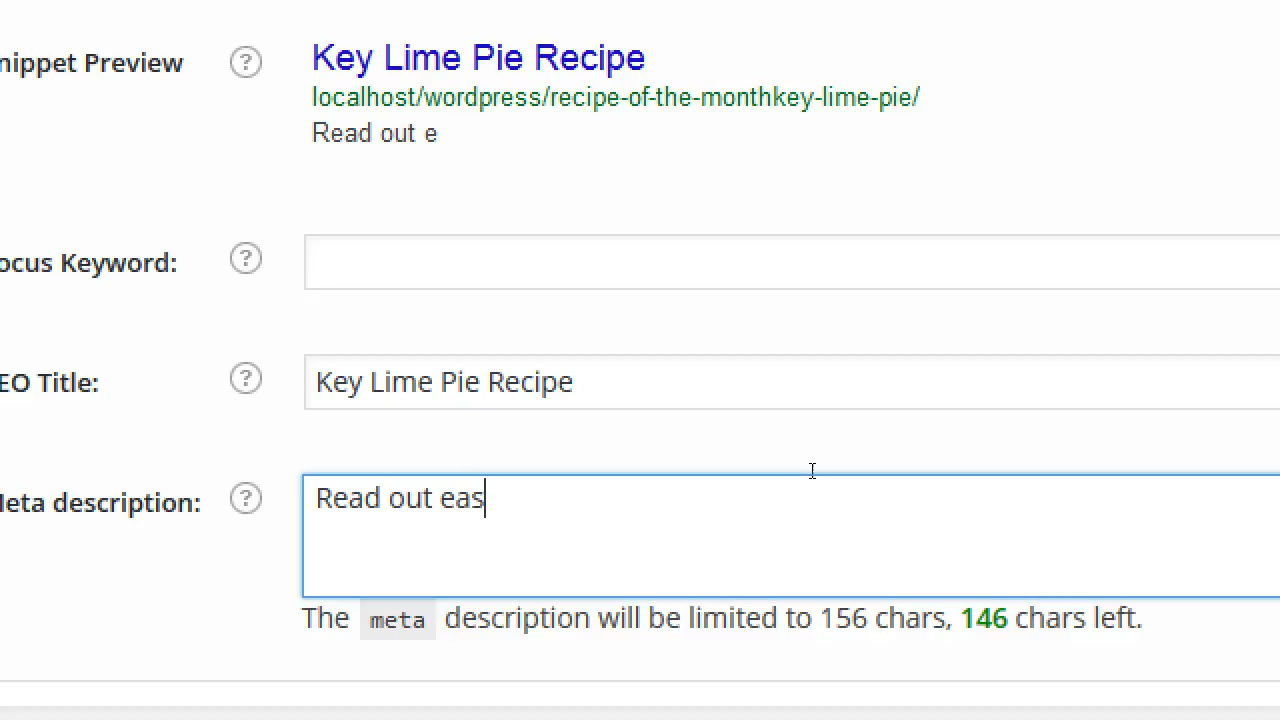 nippet Preview ? Key Lime Pie Recipe
localhost/wordpress/recipe-of-the-monthkey-lime-pie/
Read out e
ocus Keyword: ?
EO Title: ? Key Lime Pie Recipe
leta description: ? Read out eas
The meta description will be limited to 156 chars, 146 chars left.